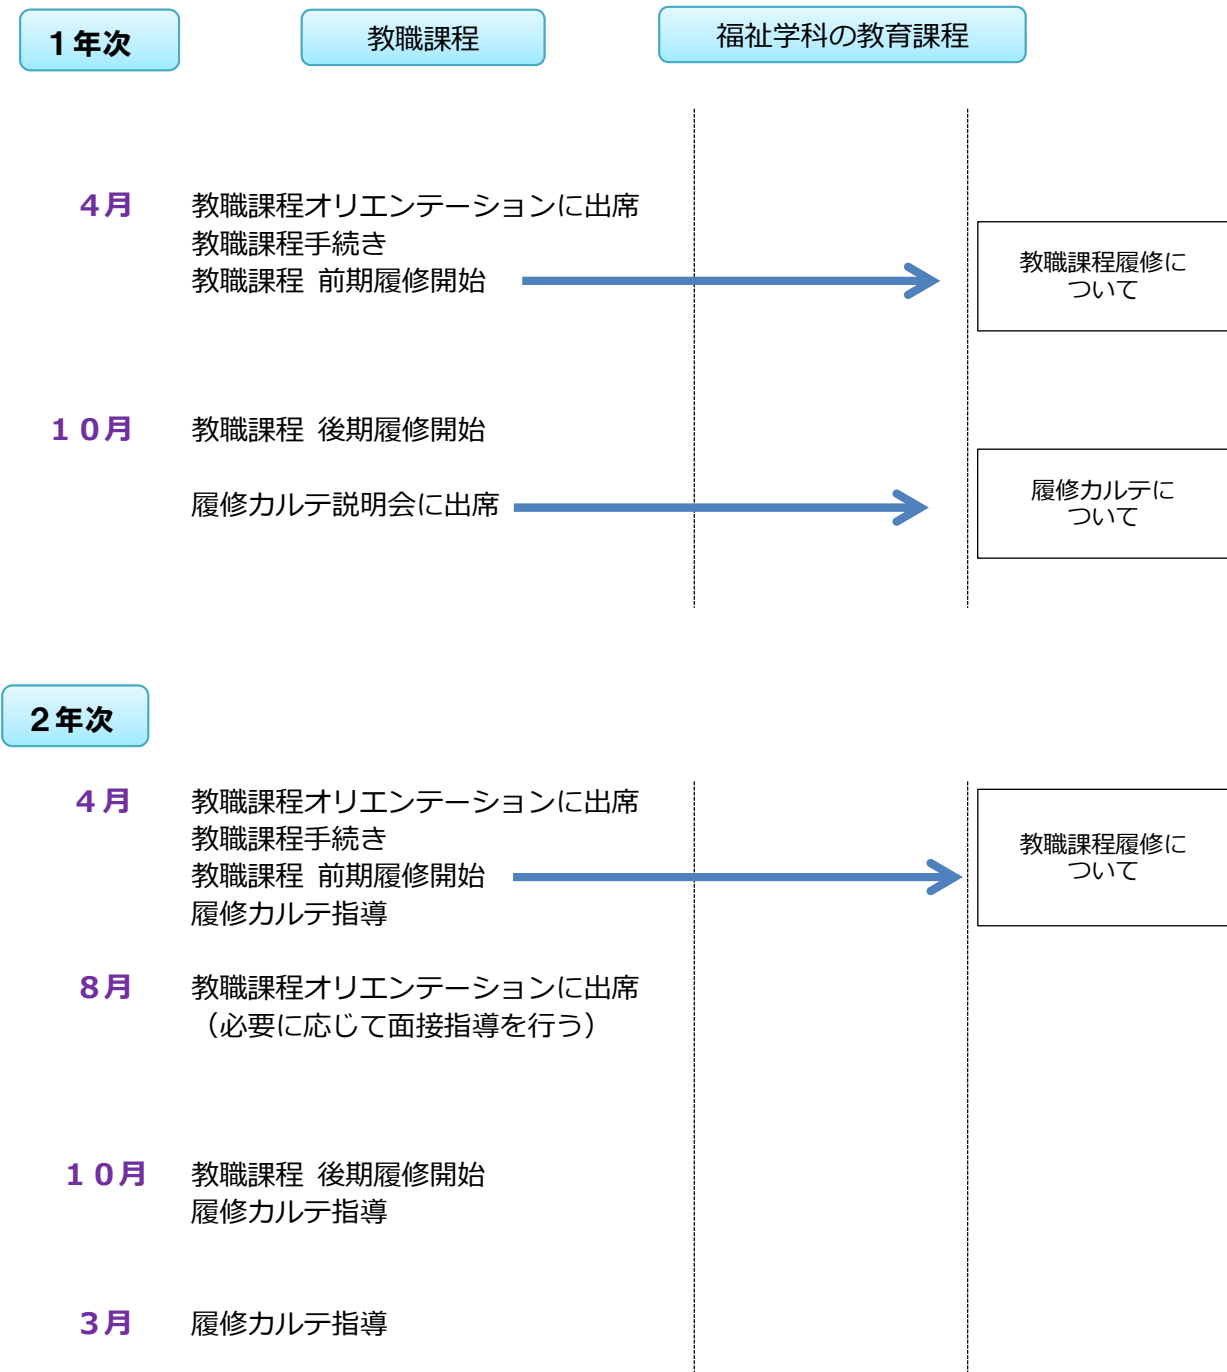 １年次
教職課程
福祉学科の教育課程
４月
教職課程オリエンテーションに出席
教職課程手続き
教職課程 前期履修開始
教職課程履修に
ついて
１０月
教職課程 後期履修開始
履修カルテ説明会に出席
履修カルテに
ついて
２年次
４月
教職課程オリエンテーションに出席
教職課程手続き
教職課程 前期履修開始
履修カルテ指導
教職課程履修に
ついて
８月
教職課程オリエンテーションに出席
（必要に応じて面接指導を行う）
１０月
教職課程 後期履修開始
履修カルテ指導
３月
履修カルテ指導